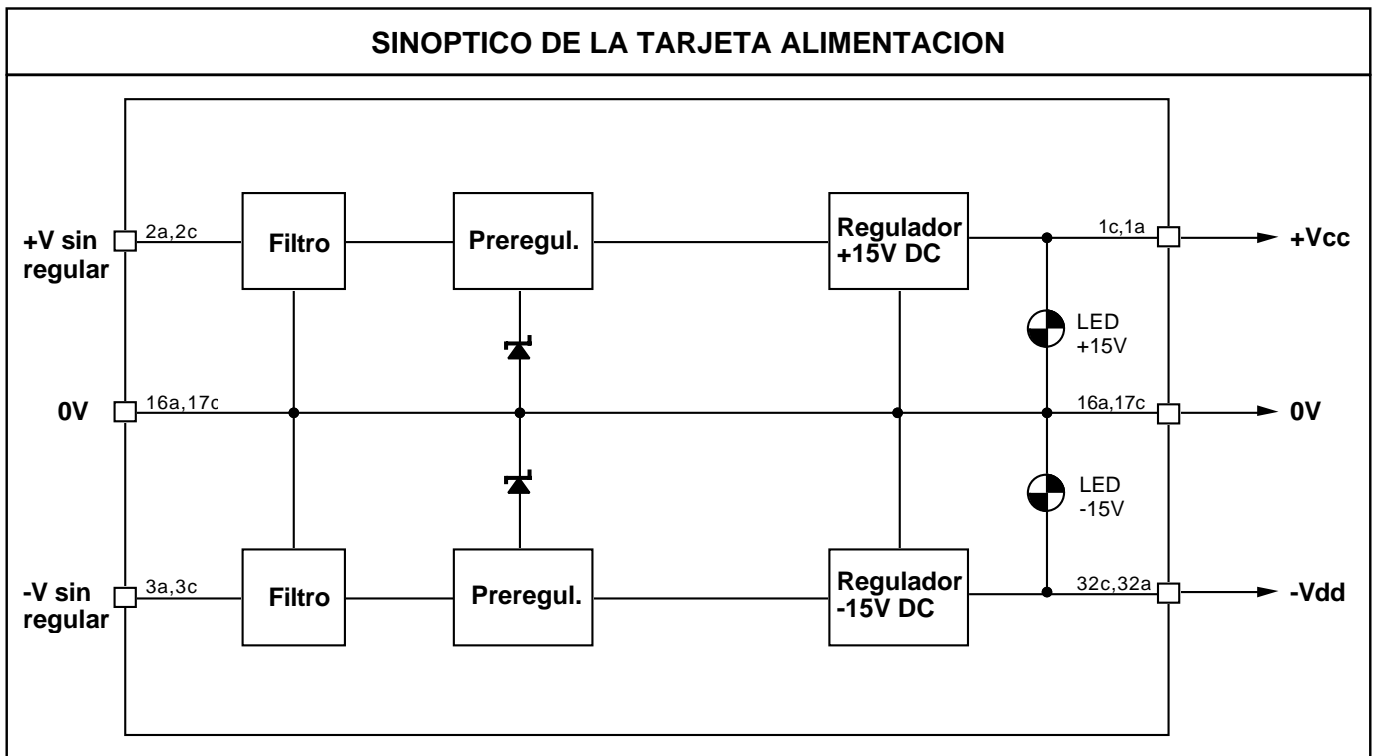 SINOPTICO DE LA TARJETA ALIMENTACION
+V sin
regular
2a,2c
Filtro
Preregul.
Regulador
+15V DC
1c,1a
+Vcc
LED
+15V
0V
16a,17c
16a,17c
0V
LED
-15V
-V sin
regular
3a,3c
Filtro
Preregul.
Regulador
-15V DC
32c,32a
-Vdd